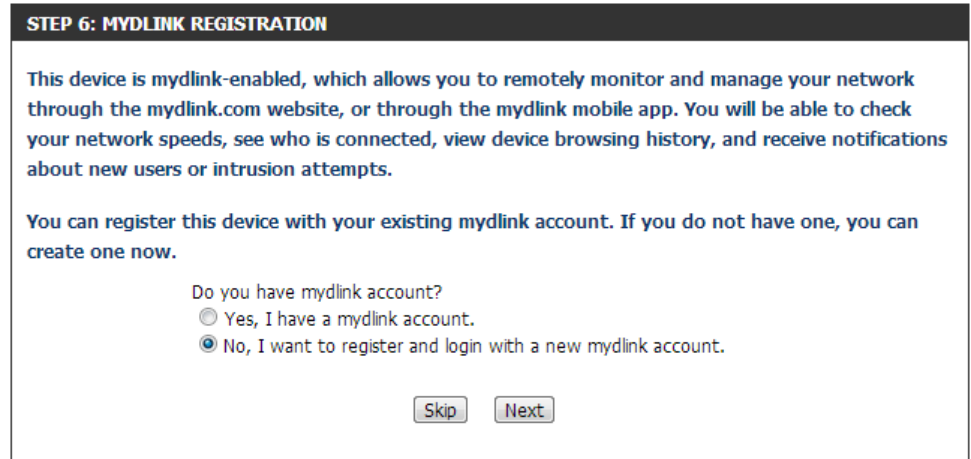 STEP 6: MYDLINK REGISTRATION
This device is mydlink-enabled, which allows you to remotely monitor and manage your network
through the mydlink.com website, or through the mydlink mobile app. You will be able to check
your network speeds, see who is connected, view device browsing history, and receive notifications
about new users or intrusion attempts.
You can register this device with your existing mydlink account. If you do not have one, you can
create one now.
Do you have mydlink account?
Yes, I have a mydlink account.
No, I want to register and login with a new mydlink account.
Skip Next